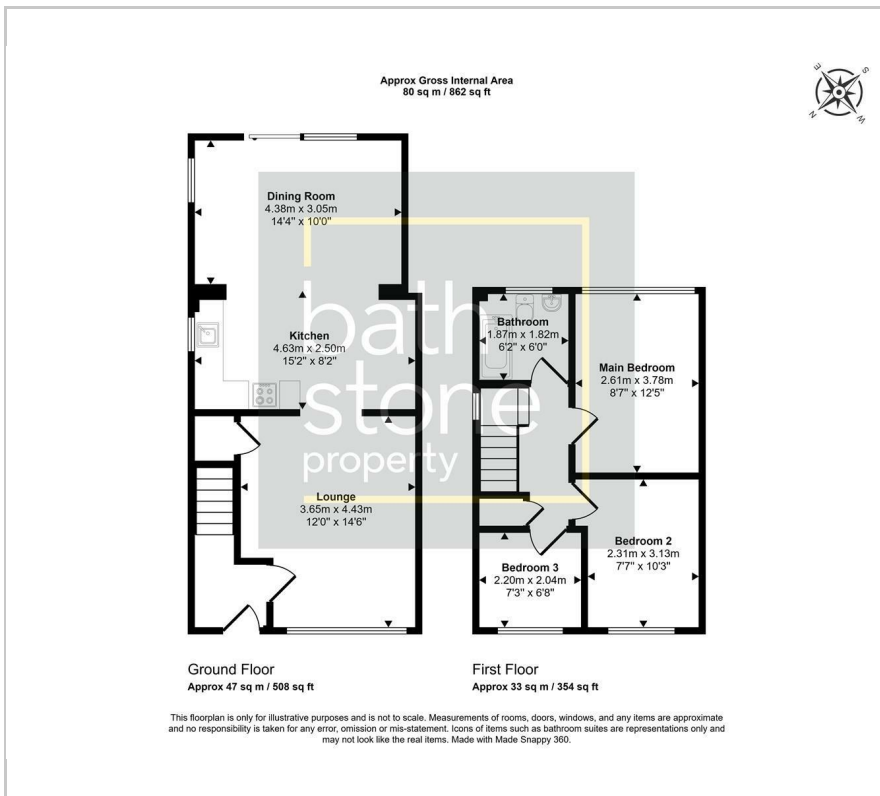 Approx Gross Internal Area
80 sq m / 862 sq ft
E
S
N
W
Dining Room
4.38m x 3.05m
14'4" x 10'0"
Kitchen
4.63m x 2.50m
15'2" x 8'2"
Lounge
3.65m x 4.43m
12'0" x 14'6"
Bathroom
1.87m x 1.82m
6'2" x 6'0"
Main Bedroom
2.61m x 3.78m
8'7" x 12'5"
Bedroom 2
2.31m x 3.13m
7'7" x 10'3"
Bedroom 3
2.20m x 2.04m
7'3" x 6'8"
bath
stone
property
Ground Floor
Approx 47 sq m / 508 sq ft
First Floor
Approx 33 sq m / 354 sq ft
This floorplan is only for illustrative purposes and is not to scale. Measurements of rooms, doors, windows, and any items are approximate
and no responsibility is taken for any error, omission or mis-statement. Icons of items such as bathroom suites are representations only and
may not look like the real items. Made with Made Snappy 360.